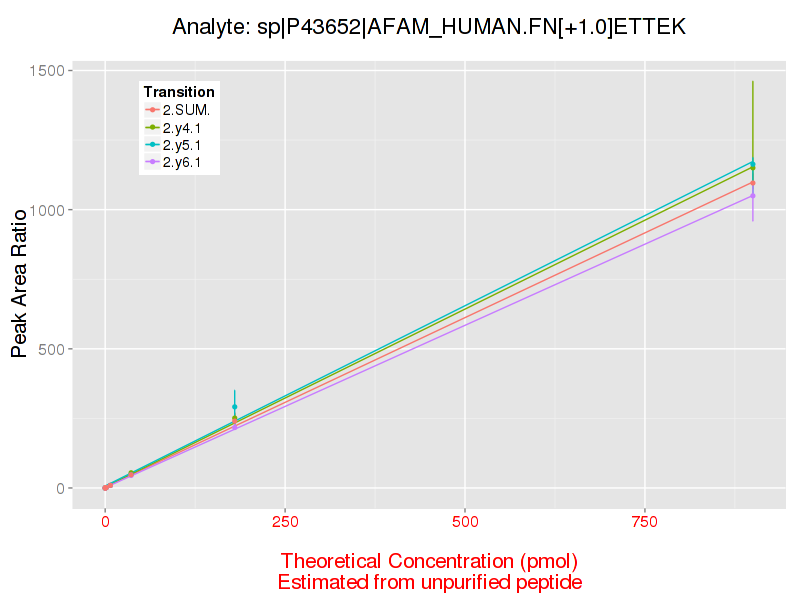 Analyte: sp|P43652|AFAM_HUMAN.FN[+1.0]ETTEK
Peak Area Ratio
1500
1000
500
0
Transition
2.SUM.
2.y4.1
2.y5.1
2.y6.1
0 250 500 750
Theoretical Concentration (pmol)
Estimated from unpurified peptide